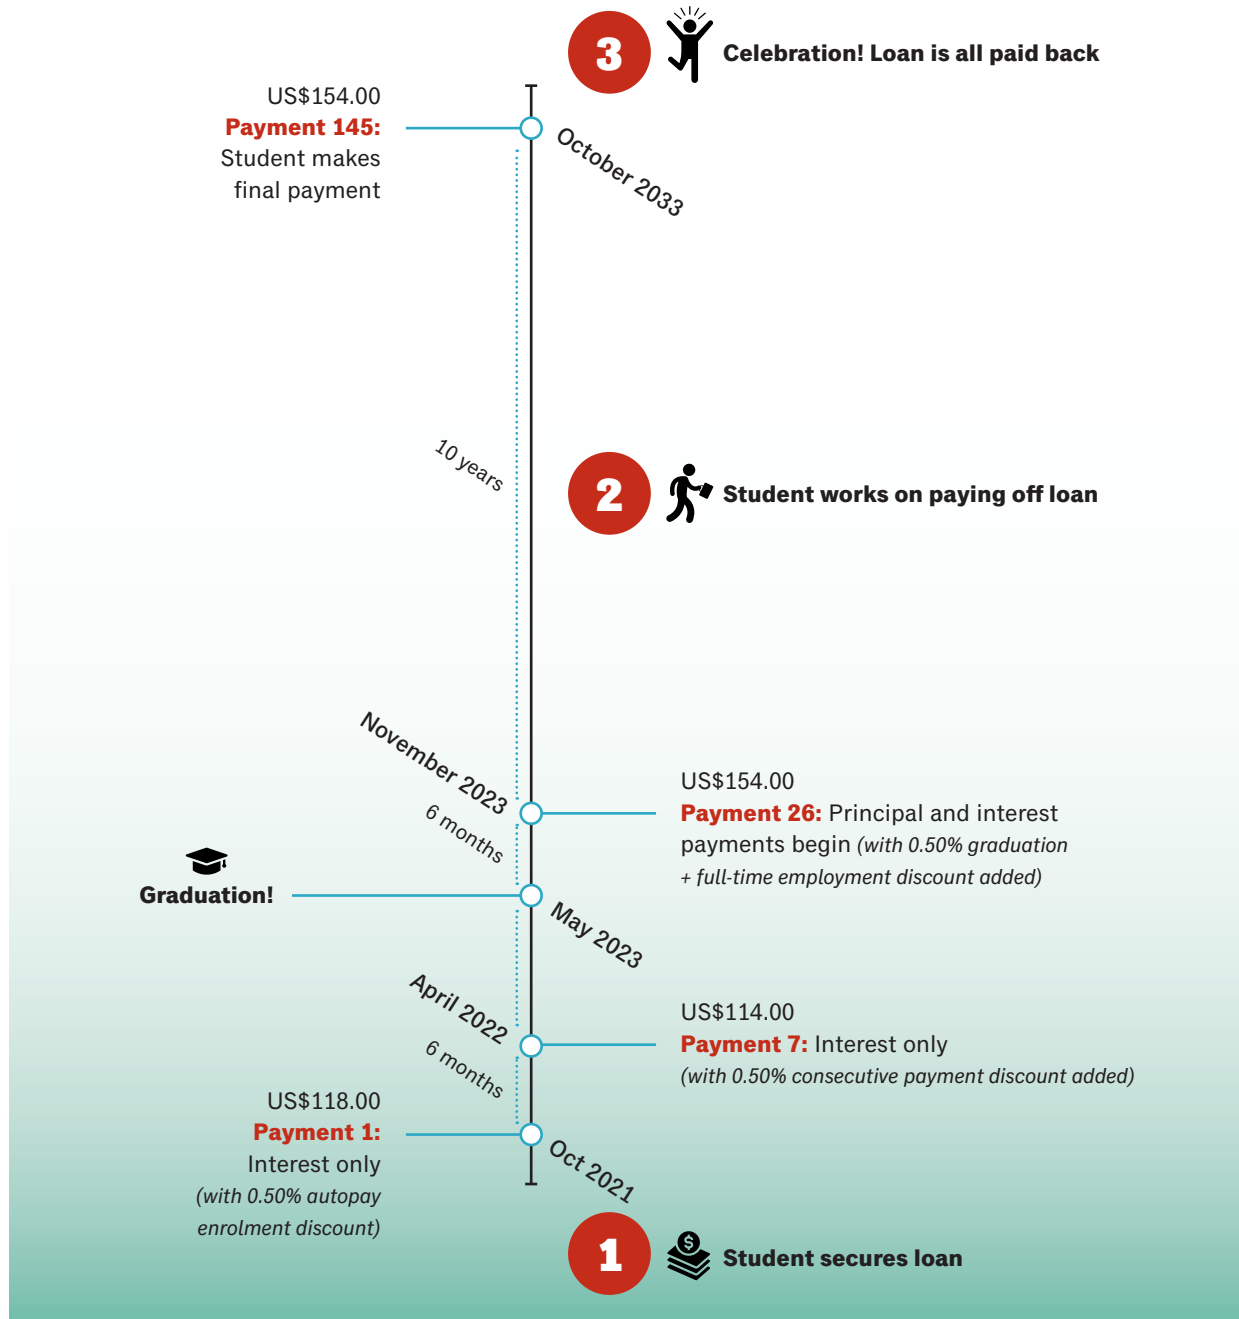 3
Celebration! Loan is all paid back
US$154.00
Payment 145:
Student makes
final payment
October 2033
10 years
2
Student works on paying off loan
November 2023
6 months
US$154.00
Payment 26: Principal and interest
payments begin (with 0.50% graduation
+ full-time employment discount added)
Graduation!
May 2023
April 2022
6 months
US$114.00
Payment 7: Interest only
(with 0.50% consecutive payment discount added)
US$118.00
Payment 1:
Interest only
(with 0.50% autopay
enrolment discount)
Oct 2021
1
$
Student secures loan